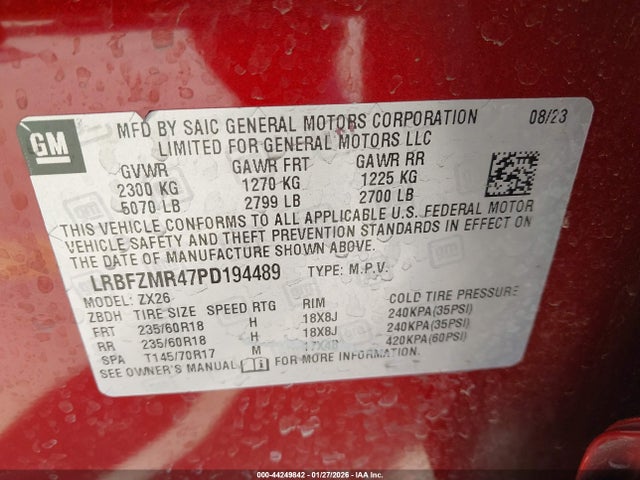 GM
MFD BY SAIC GENERAL MOTORS CORPORATION 08/23
LIMITED FOR GENERAL MOTORS LLC
GVWR GAWR FRT GAWR RR
2300 KG 1270 KG 1225 KG
5070 LB 2799 LB 2700 LB
THIS VEHICLE CONFORMS TO ALL APPLICABLE U.S. FEDERAL MOTOR
VEHICLE SAFETY AND THEFT PREVENTION STANDARDS IN EFFECT ON
THE DATE OF MANUFACTURE SHOWN ABOVE.
LRBFZMR47PD194489 TYPE: M.P.V.
MODEL: ZX26
ZBDH TIRE SIZE SPEED RTG RIM COLD TIRE PRESSURE
FRT 235/60R18 H 18X8J 240KPA(35PSI)
RR 235/60R18 H 18X8J 240KPA(35PSI)
SPA T145/70R17 M 420KPA(60PSI)
SEE OWNER'S MANUAL FOR MORE INFORMATION.
000-44249842 | 01/27/2026 - IAA Inc.